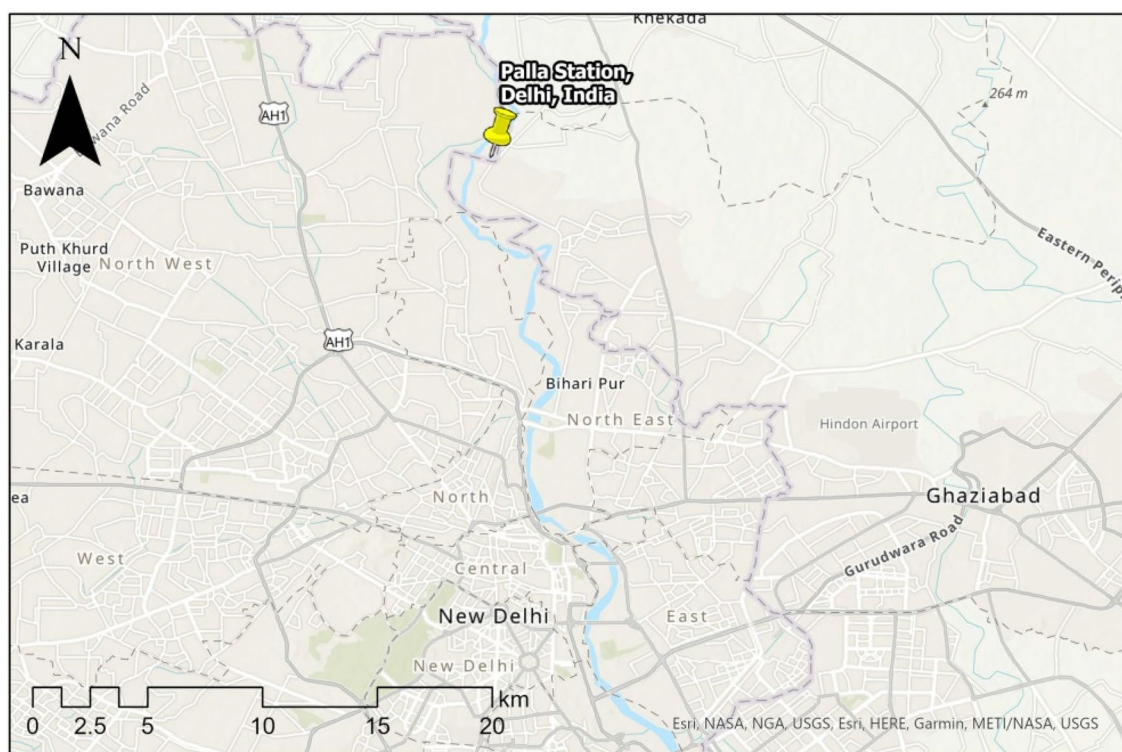 Khekada
N
Palla Station,
Delhi, India
264 m
AH1
Bawana Road
Bawana
Puth Khurd
Village
North West
Eastern Perip
AH1
Karala
Bihari Pur
North East
Hindon Airport
North
Ghaziabad
ea
Gurudwara Road
West
Central
New Delhi
East
New Delhi
km
0 2.5 5 10 15 20
Esri, NASA, NGA, USGS, Esri, HERE, Garmin, METI/NASA, USGS